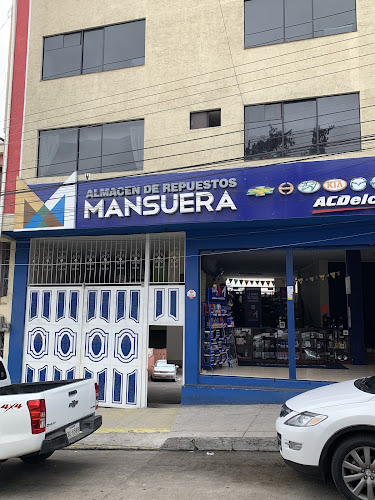 ALMACEN DE REPUESTOS
MANSUERA
KIA
ACDelco
4x4